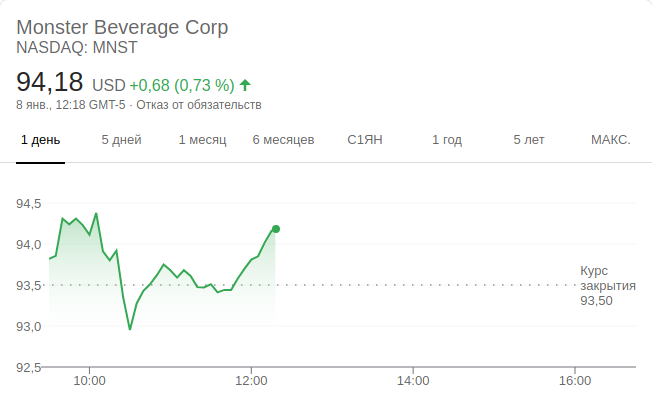 Monster Beverage Corp
NASDAQ: MNST
94,18 USD +0,68 (0,73 %)
8 янв., 12:18 GMT-5 · Отказ от обязательств
1 день 5 дней 1 месяц 6 месяцев С1ЯН 1 год 5 лет МАКС.
94,5
94,0
93,5
93,0
92,5
Курс
закрытия
93,50
10:00 12:00 14:00 16:00